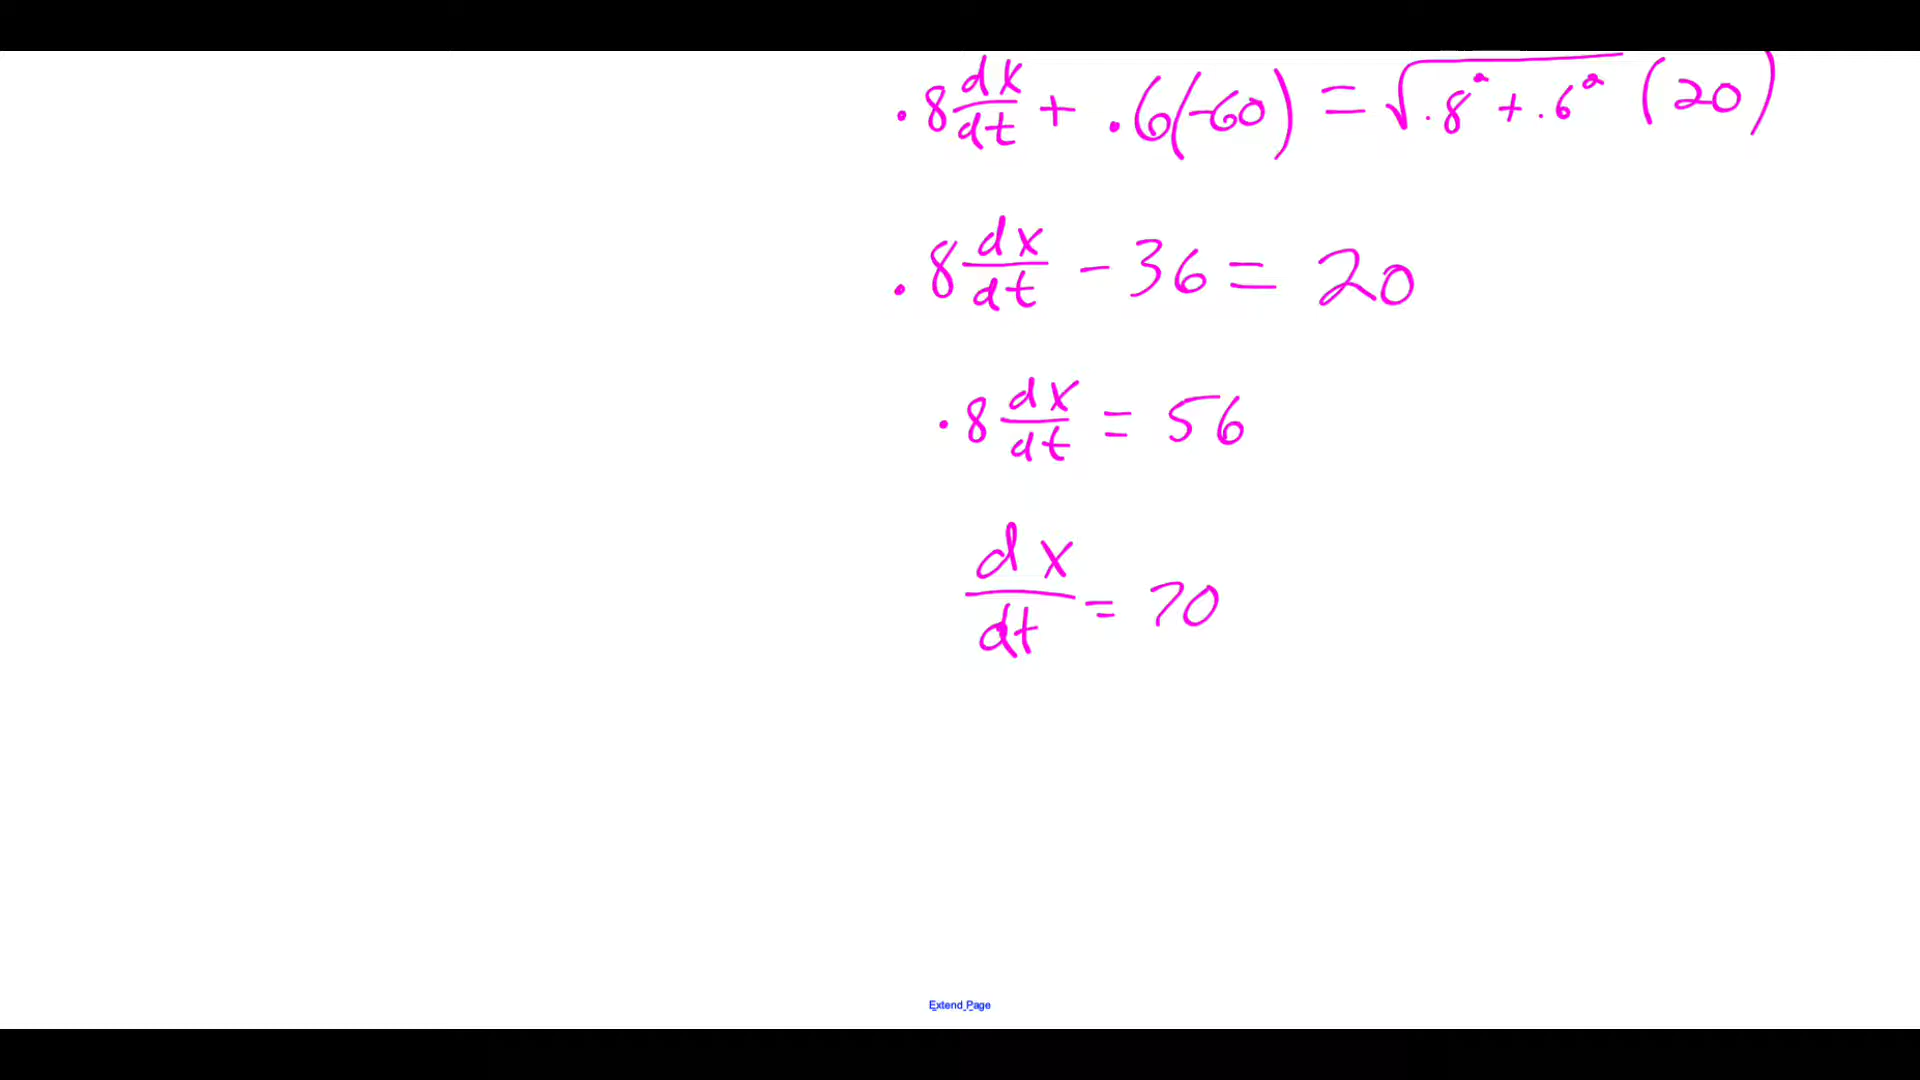 .8 dx/dt + .6(-60) = √.8² + .6² (20)
.8 dx/dt - 36 = 20
.8 dx/dt = 56
dx/dt = 70
Extend Page